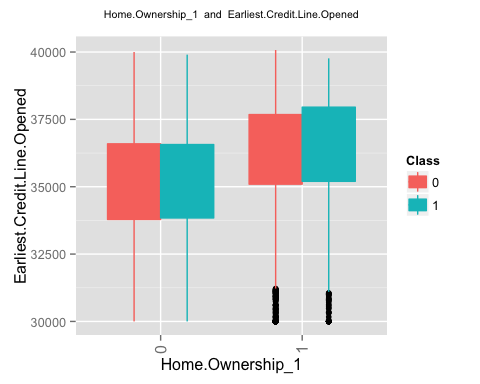 Home.Ownership_1 and Earliest.Credit.Line.Opened
40000
37500
35000
32500
30000
Earliest.Credit.Line.Opened
0
1
Home.Ownership_1
Class
0
1